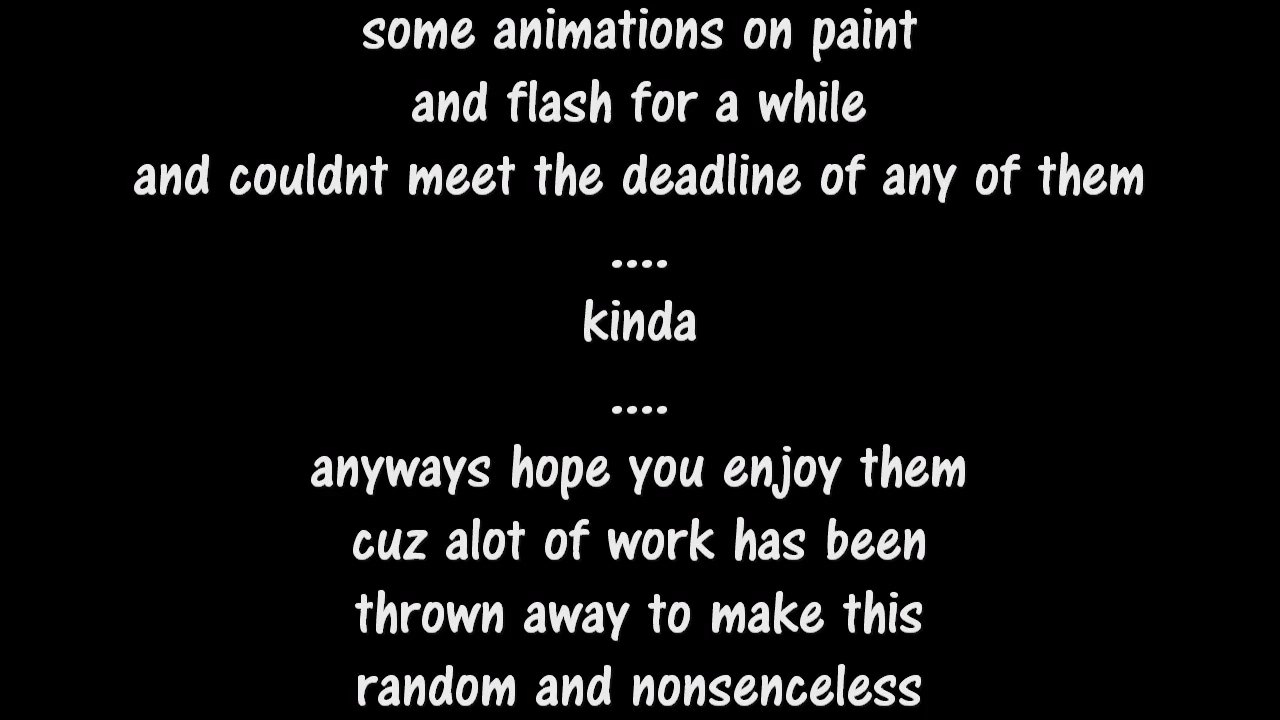 some animations on paint
and flash for a while
and couldnt meet the deadline of any of them
....
kinda
....
anyways hope you enjoy them
cuz alot of work has been
thrown away to make this
random and nonsenceless